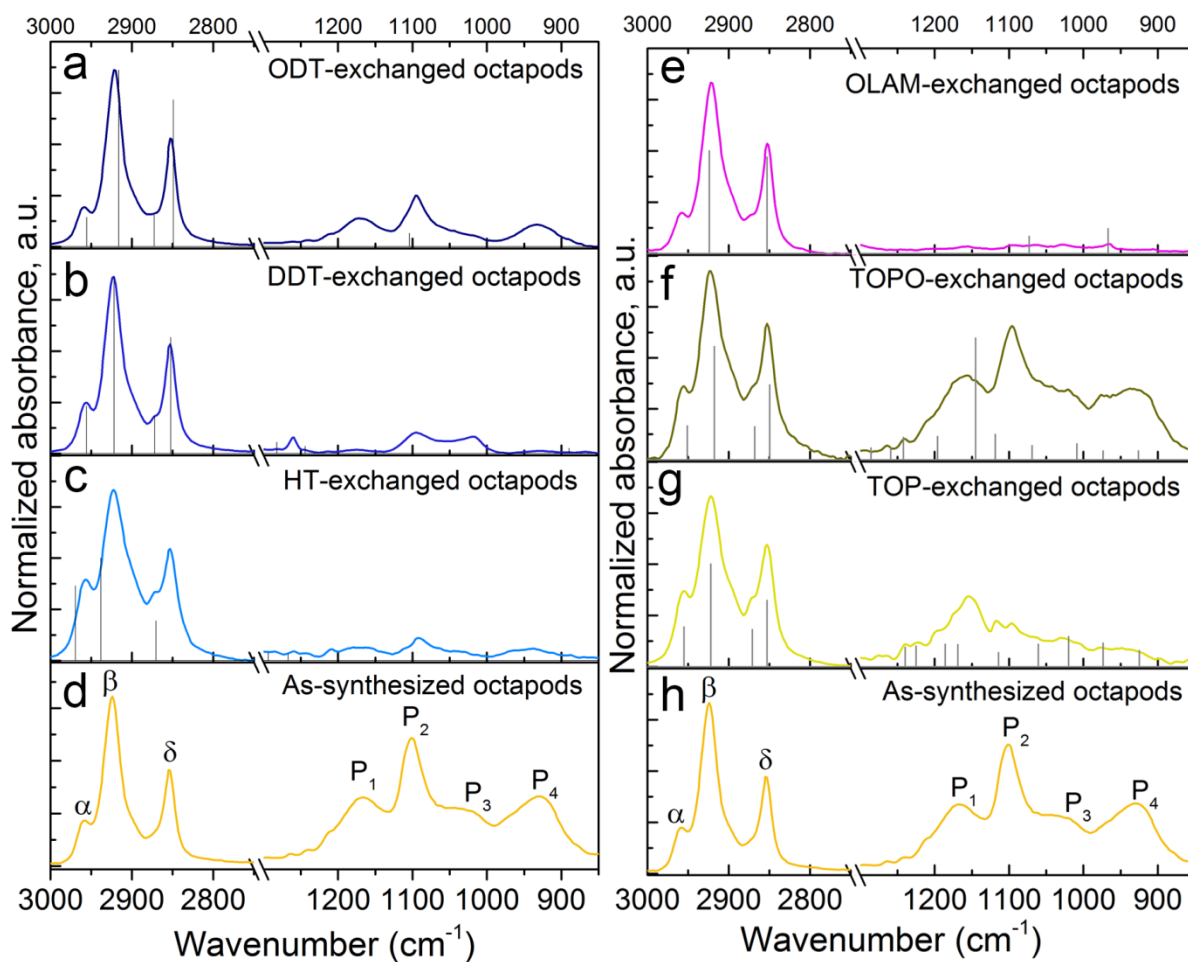 3000 2900 2800 1200 1100 1000 900
a
ODT-exchanged octapods
b
DDT-exchanged octapods
c
HT-exchanged octapods
d
As-synthesized octapods
α
β
δ
P₁
P₂
P₃
P₄
Normalized absorbance, a.u.
3000 2900 2800 1200 1100 1000 900
Wavenumber (cm⁻¹)
3000 2900 2800 1200 1100 1000 900
e
OLAM-exchanged octapods
f
TOPO-exchanged octapods
g
TOP-exchanged octapods
h
As-synthesized octapods
α
β
δ
P₁
P₂
P₃
P₄
Normalized absorbance, a.u.
3000 2900 2800 1200 1100 1000 900
Wavenumber (cm⁻¹)